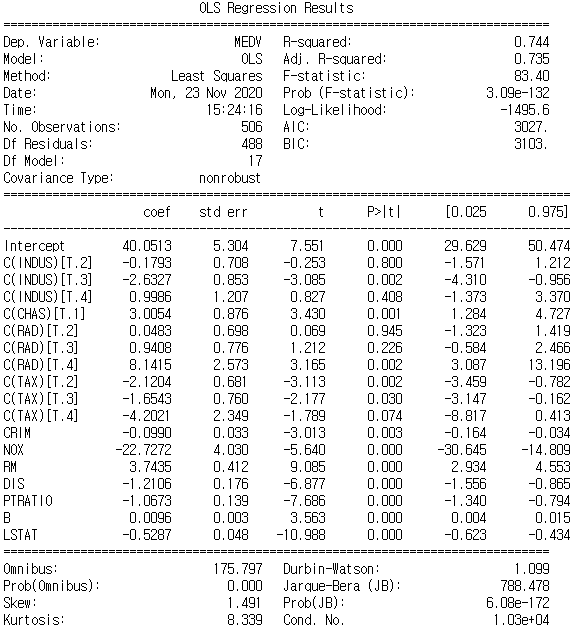 OLS Regression Results
==============================================================================
Dep. Variable: MEDV R-squared: 0.744
Model: OLS Adj. R-squared: 0.735
Method: Least Squares F-statistic: 83.40
Date: Mon, 23 Nov 2020 Prob (F-statistic): 3.09e-132
Time: 15:24:16 Log-Likelihood: -1495.6
No. Observations: 506 AIC: 3027.
Df Residuals: 488 BIC: 3103.
Df Model: 17
Covariance Type: nonrobust
==============================================================================
coef std err t P>|t| [0.025 0.975]
------------------------------------------------------------------------------
Intercept 40.0513 5.304 7.551 0.000 29.629 50.474
C(INDUS)[T.2] -0.1793 0.708 -0.253 0.800 -1.571 1.212
C(INDUS)[T.3] -2.6327 0.853 -3.085 0.002 -4.310 -0.956
C(INDUS)[T.4] 0.9986 1.207 0.827 0.408 -1.373 3.370
C(CHAS)[T.1] 3.0054 0.876 3.430 0.001 1.284 4.727
C(RAD)[T.2] 0.0483 0.698 0.069 0.945 -1.323 1.419
C(RAD)[T.3] 0.9408 0.776 1.212 0.226 -0.584 2.466
C(RAD)[T.4] 8.1415 2.573 3.165 0.002 3.087 13.196
C(TAX)[T.2] -2.1204 0.681 -3.113 0.002 -3.459 -0.782
C(TAX)[T.3] -1.6543 0.760 -2.177 0.030 -3.147 -0.162
C(TAX)[T.4] -4.2021 2.349 -1.789 0.074 -8.817 0.413
CRIM -0.0990 0.033 -3.013 0.003 -0.164 -0.034
NOX -22.7272 4.030 -5.640 0.000 -30.645 -14.809
RM 3.7435 0.412 9.085 0.000 2.934 4.553
DIS -1.2106 0.176 -6.877 0.000 -1.556 -0.865
PTRATIO -1.0673 0.139 -7.686 0.000 -1.340 -0.794
B 0.0096 0.003 3.563 0.000 0.004 0.015
LSTAT -0.5287 0.048 -10.988 0.000 -0.623 -0.434
==============================================================================
Omnibus: 175.797 Durbin-Watson: 1.099
Prob(Omnibus): 0.000 Jarque-Bera (JB): 788.478
Skew: 1.491 Prob(JB): 6.08e-172
Kurtosis: 8.339 Cond. No. 1.03e+04